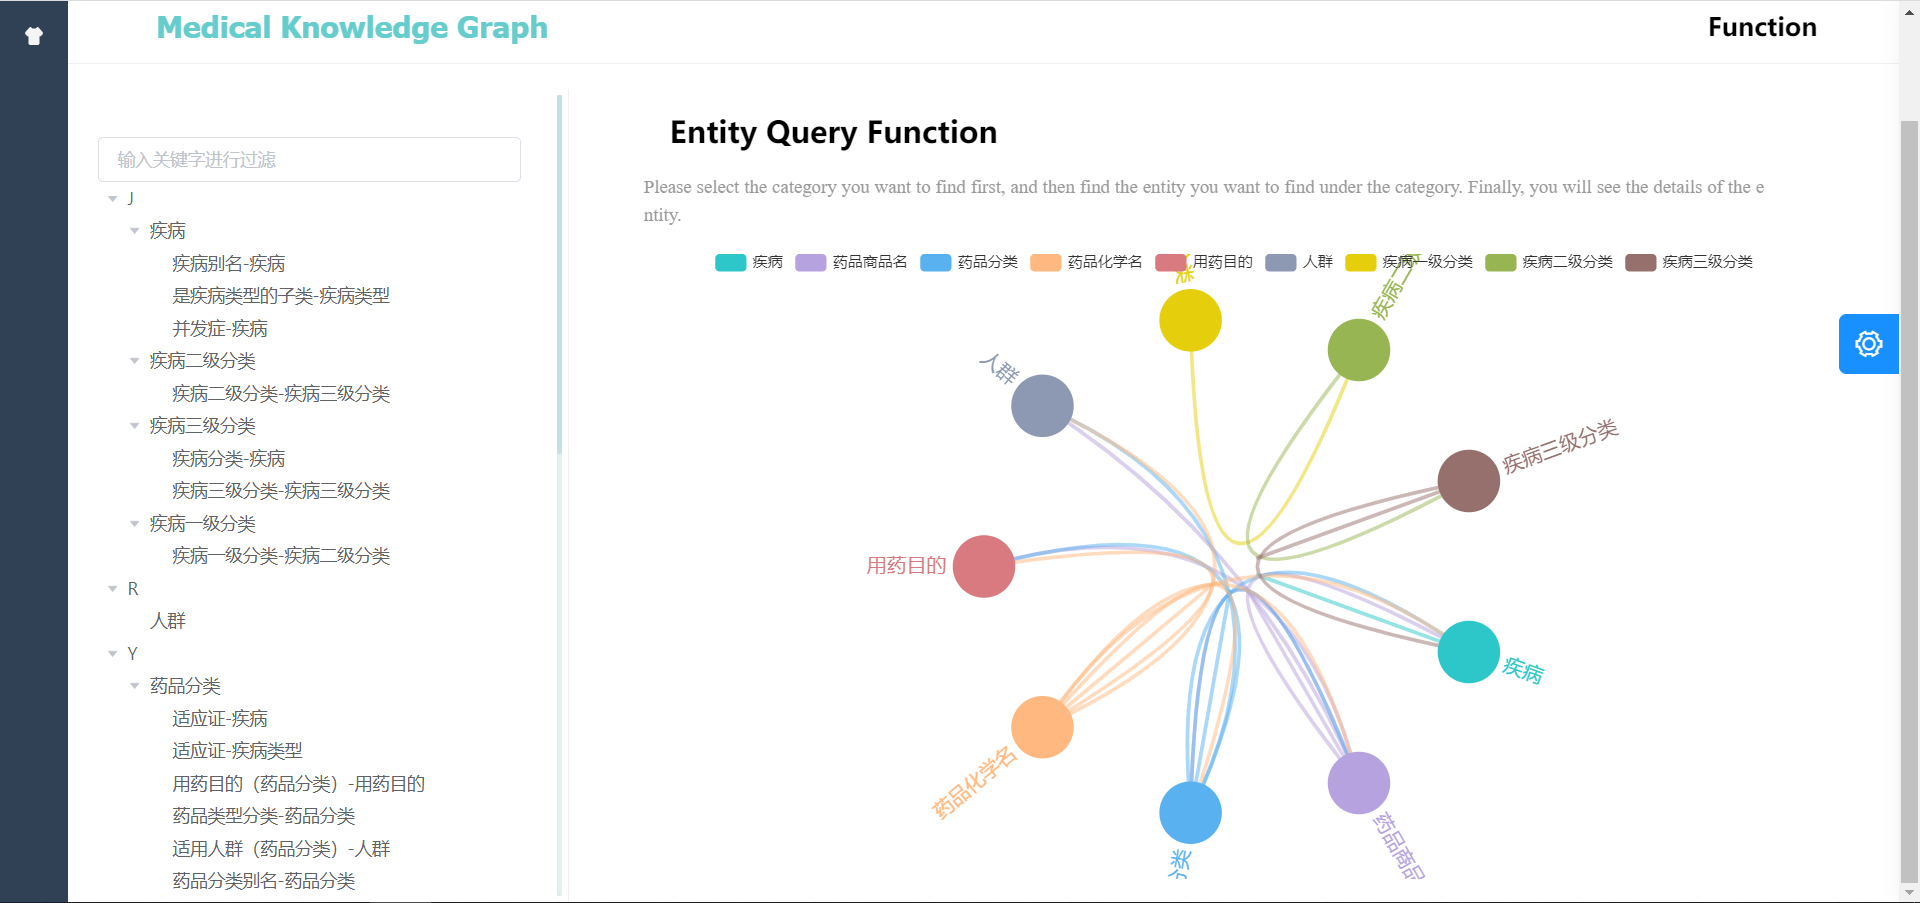 Medical Knowledge Graph
Function
输入关键字进行过滤
J
疾病
疾病别名-疾病
是疾病类型的子类-疾病类型
并发症-疾病
疾病二级分类
疾病二级分类-疾病三级分类
疾病三级分类
疾病分类-疾病
疾病三级分类-疾病三级分类
疾病一级分类
疾病一级分类-疾病二级分类
R
人群
Y
药品分类
适应证-疾病
适应证-疾病类型
用药目的（药品分类）-用药目的
药品类型分类-药品分类
适用人群（药品分类）-人群
药品分类别名-药品分类
Entity Query Function
Please select the category you want to find first, and then find the entity you want to find under the category. Finally, you will see the details of the e
ntity.
疾病 药品商品名 药品分类 药品化学名 用药目的 人群 疾病一级分类 疾病二级分类 疾病三级分类
疾病二
人群
疾病三级分类
用药目的
疾病
药品化学名
分类
药品商品